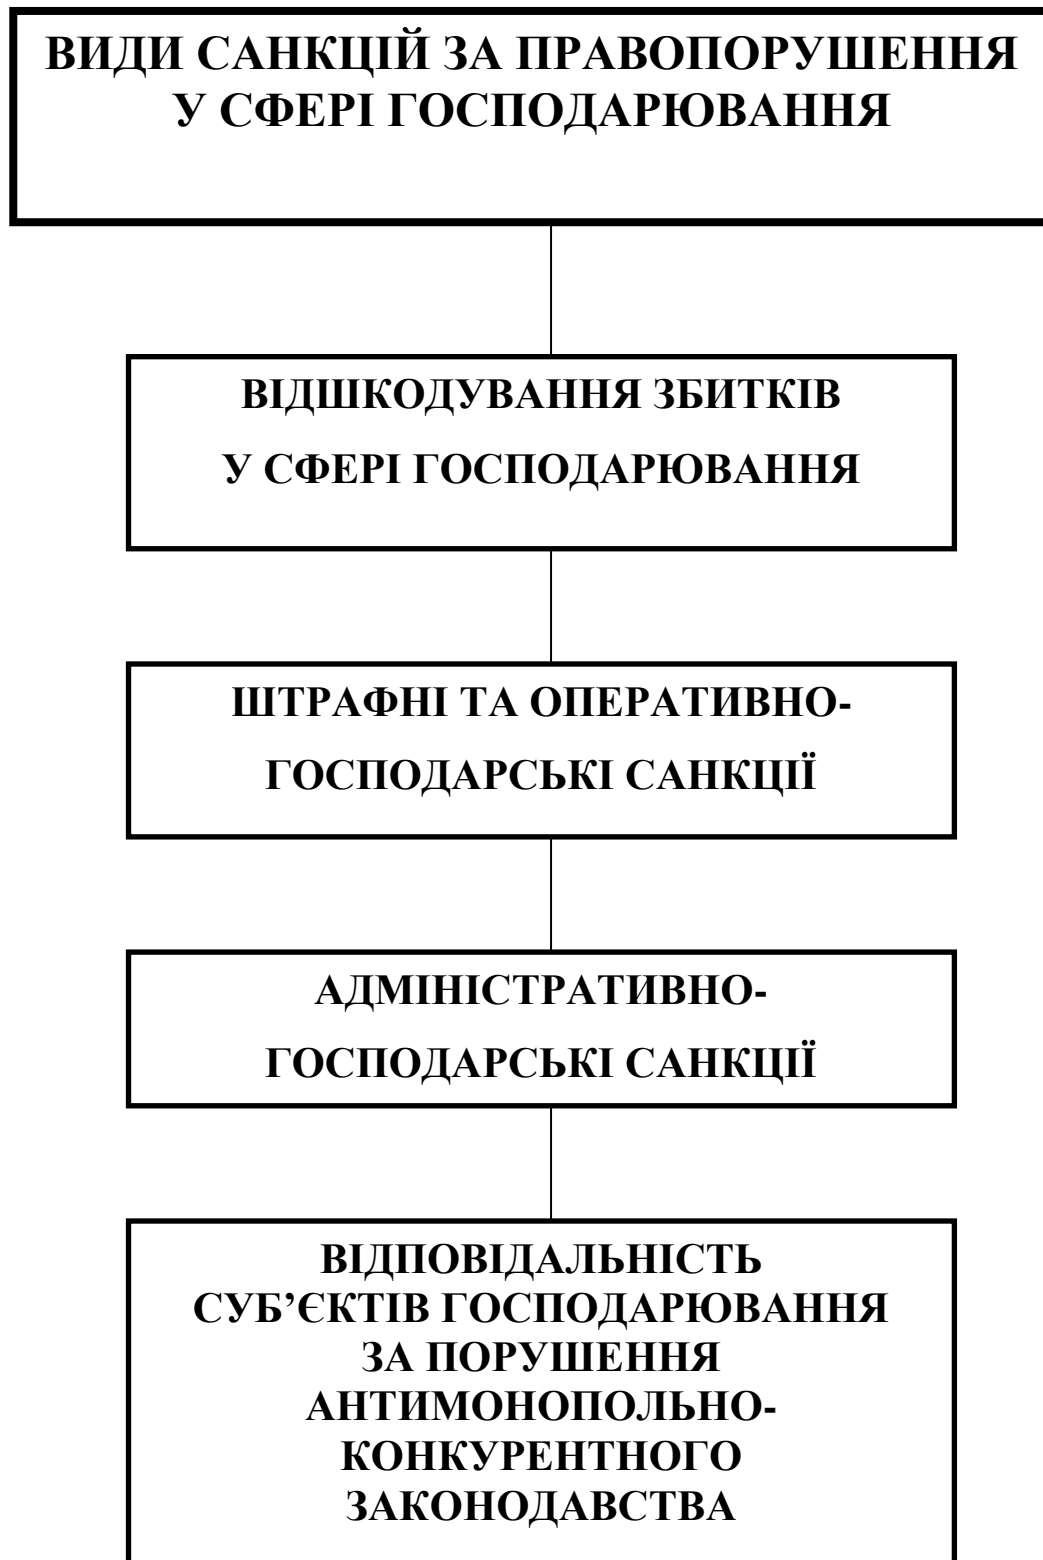 ВИДИ САНКЦІЙ ЗА ПРАВОПОРУШЕННЯ
У СФЕРІ ГОСПОДАРЮВАННЯ
ВІДШКОДУВАННЯ ЗБИТКІВ
У СФЕРІ ГОСПОДАРЮВАННЯ
ШТРАФНІ ТА ОПЕРАТИВНО-
ГОСПОДАРСЬКІ САНКЦІЇ
АДМІНІСТРАТИВНО-
ГОСПОДАРСЬКІ САНКЦІЇ
ВІДПОВІДАЛЬНІСТЬ
СУБ’ЄКТІВ ГОСПОДАРЮВАННЯ
ЗА ПОРУШЕННЯ
АНТИМОНОПОЛЬНО-
КОНКУРЕНТНОГО
ЗАКОНОДАВСТВА